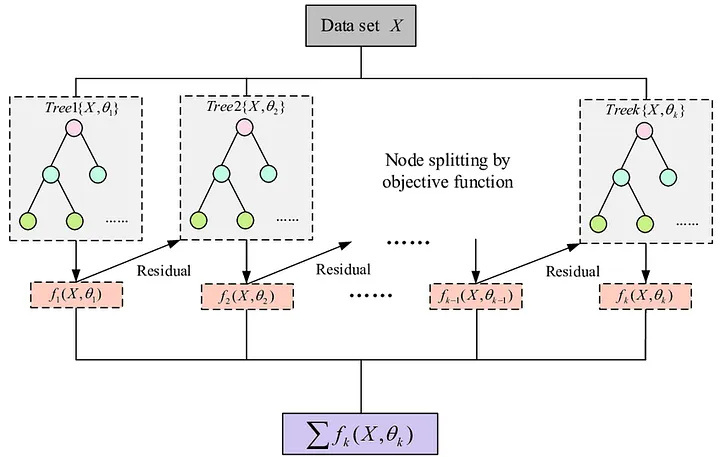 Data set X
Tree1{X,θ₁}
Tree2{X,θ₂}
Treek{X,θₖ}
Node splitting by
objective function
......
......
......
......
Residual
Residual
Residual
f₁(X,θ₁)
f₂(X,θ₂)
......
fₖ₋₁(X,θₖ₋₁)
fₖ(X,θₖ)
∑fₖ(X,θₖ)